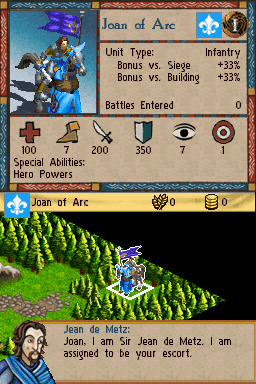 Joan of Arc
1
Unit Type: Infantry
Bonus vs. Siege +33%
Bonus vs. Building +33%
Battles Entered 0
100 7 200 350 7 1
Special Abilities:
Hero Powers
Joan of Arc 0 0
Jean de Metz:
Joan, I am Sir Jean de Metz. I am
assigned to be your escort.